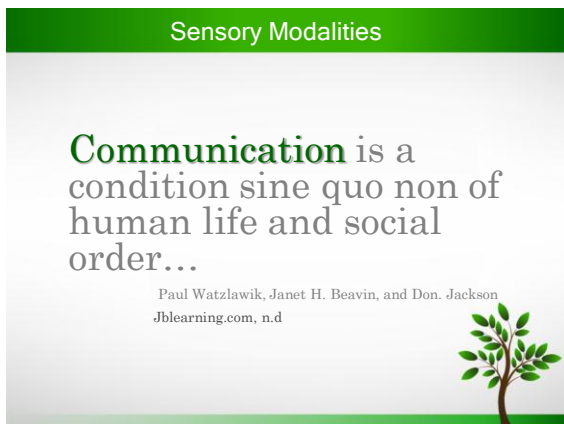 Sensory Modalities
Communication is a
condition sine quo non of
human life and social
order…
Paul Watzlawik, Janet H. Beavin, and Don. Jackson
Jblearning.com, n.d